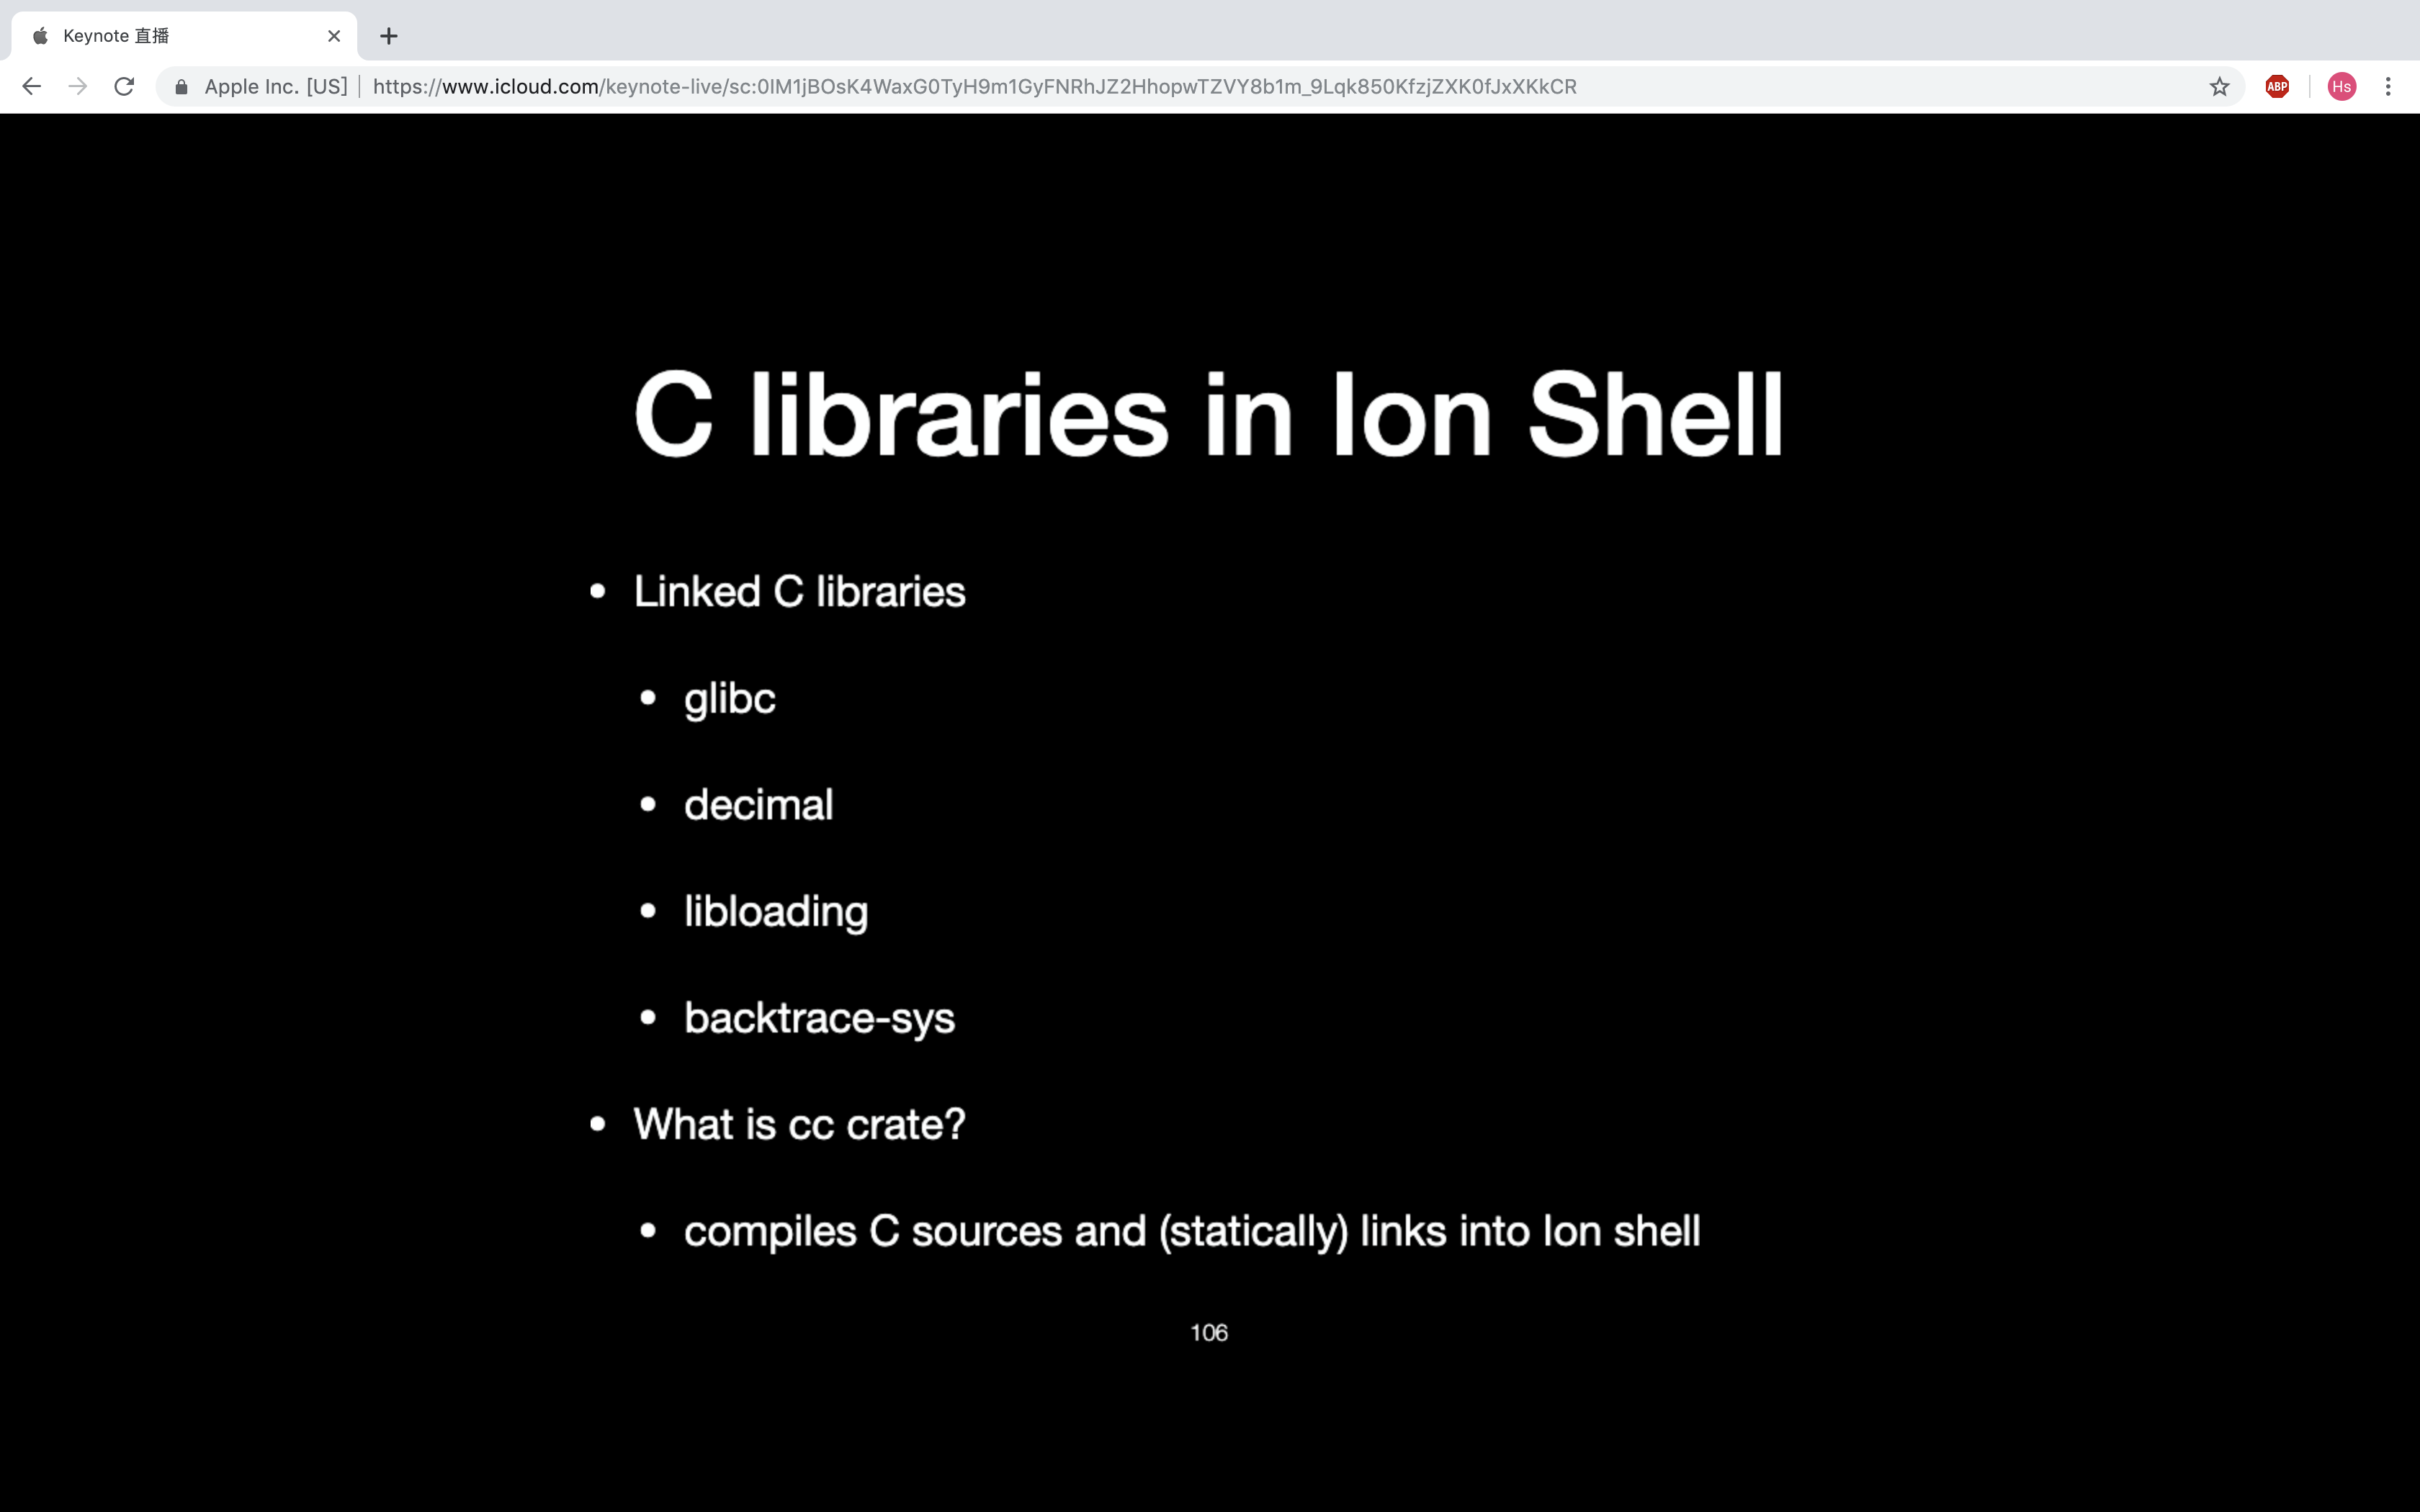 Keynote 直播
Apple Inc. [US] | https://www.icloud.com/keynote-live/sc:0IM1jBOsK4WaxG0TyH9m1GyFNRhJZ2HhopwTZVY8b1m_9Lqk850KfzjZXK0fJxXKkCR
ABP
Hs
C libraries in Ion Shell
• Linked C libraries
• glibc
• decimal
• libloading
• backtrace-sys
• What is cc crate?
• compiles C sources and (statically) links into Ion shell
106